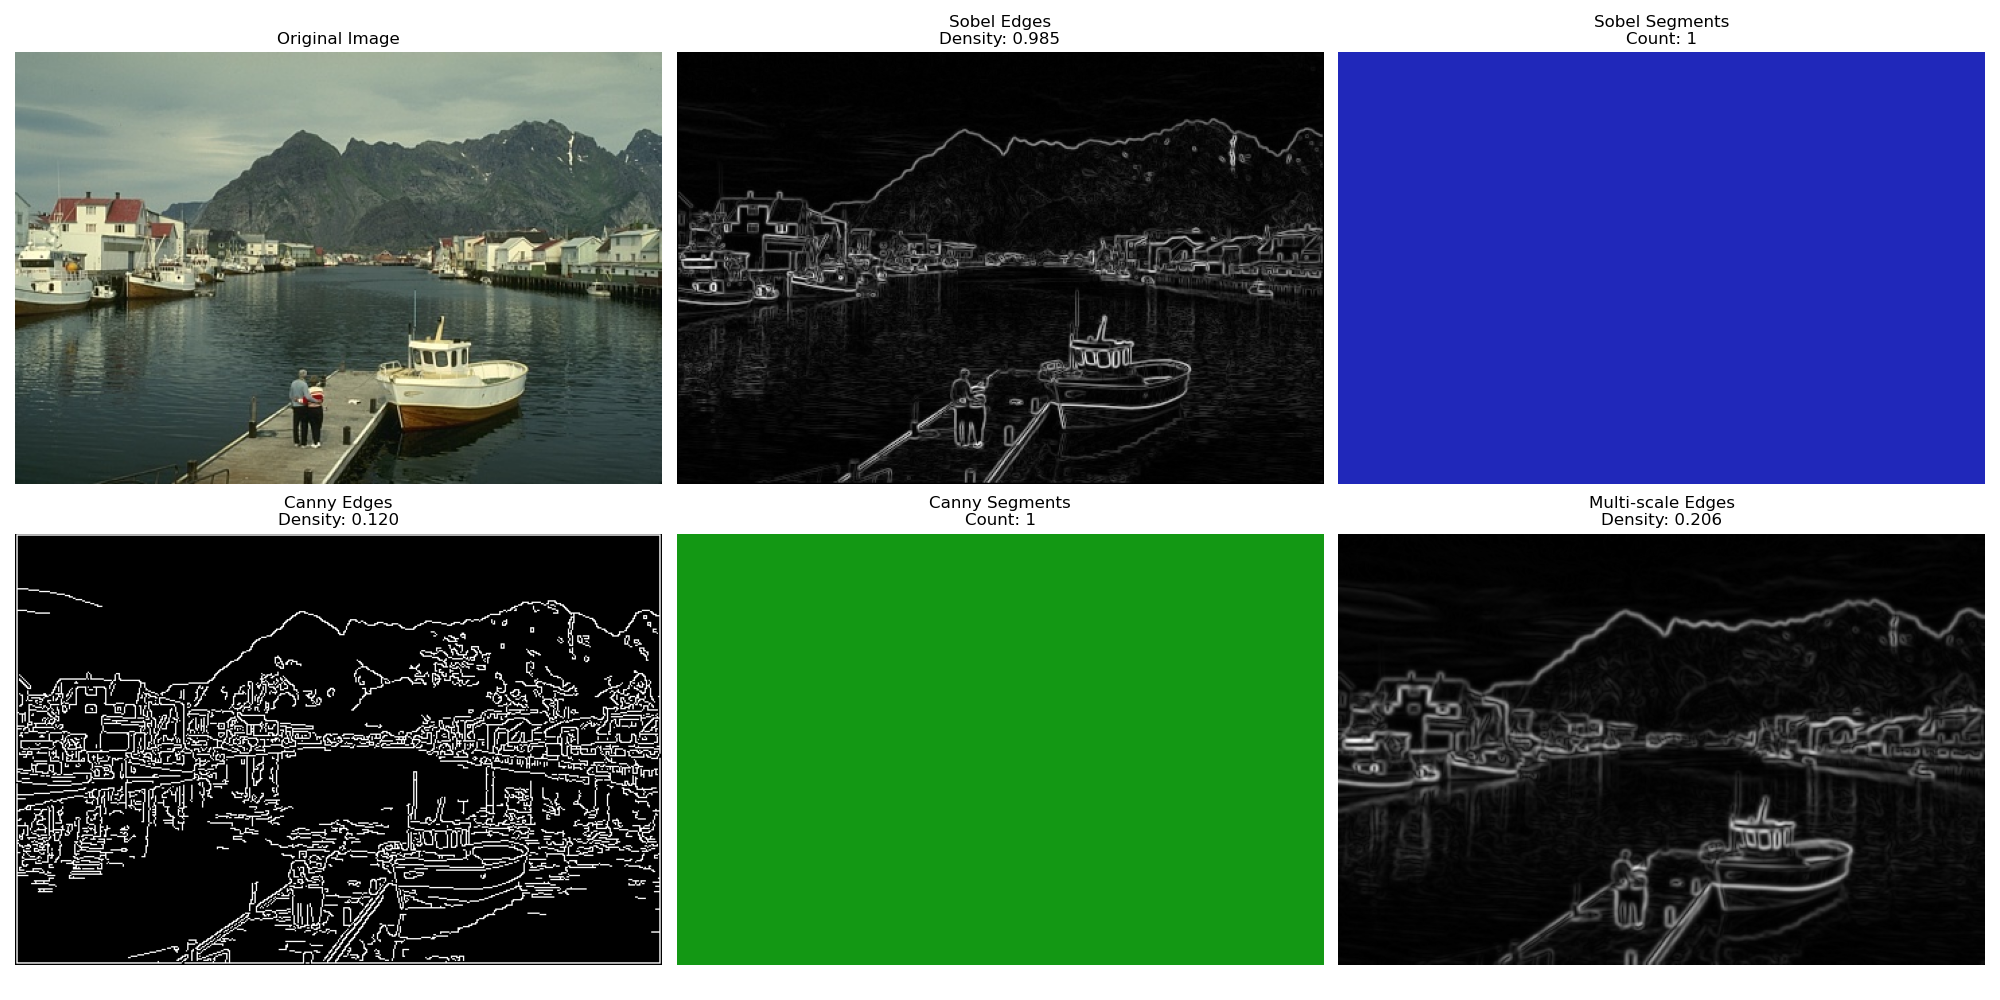 Original Image
Sobel Edges
Density: 0.985
Sobel Segments
Count: 1
Canny Edges
Density: 0.120
Canny Segments
Count: 1
Multi-scale Edges
Density: 0.206